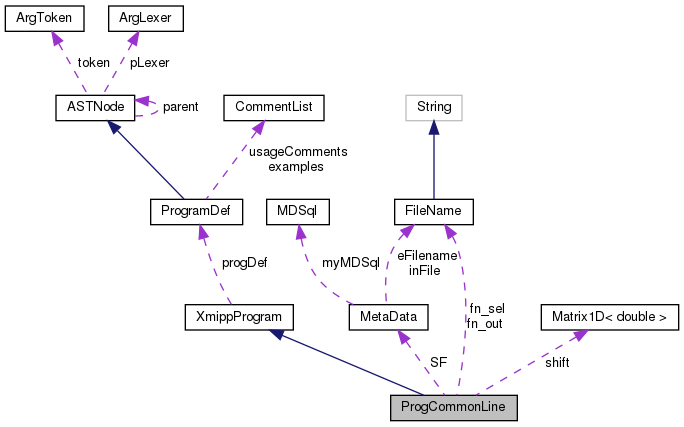 ArgToken
ArgLexer
token
pLexer
ASTNode
parent
CommentList
String
usageComments
examples
ProgramDef
MDSql
FileName
progDef
myMDSql
eFilename
inFile
XmippProgram
MetaData
fn_sel
fn_out
Matrix1D< double >
SF
shift
ProgCommonLine